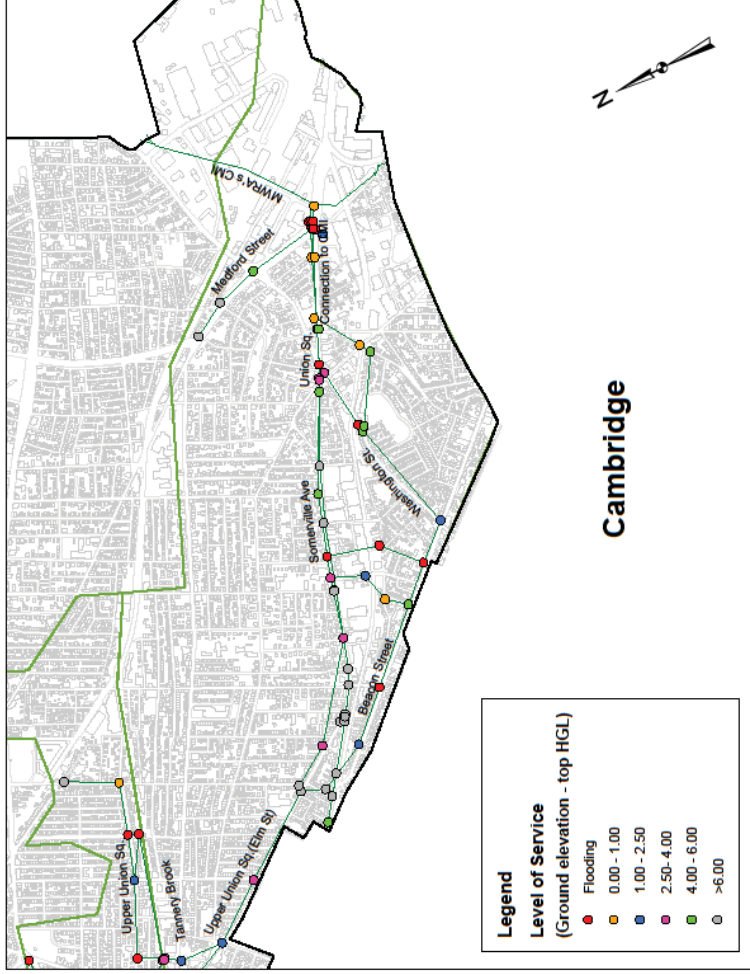 MWRA's CMI
Medford Street
Connection to CMI
Union Sq.
Somerville Ave
Washington St.
Beacon Street
Upper Union Sq.
Tannery Brook
Upper Union Sq.(Elm St)
N
Cambridge
Legend
Level of Service
(Ground elevation - top HGL)
Flooding
0.00 - 1.00
1.00 - 2.50
2.50- 4.00
4.00 - 6.00
>6.00